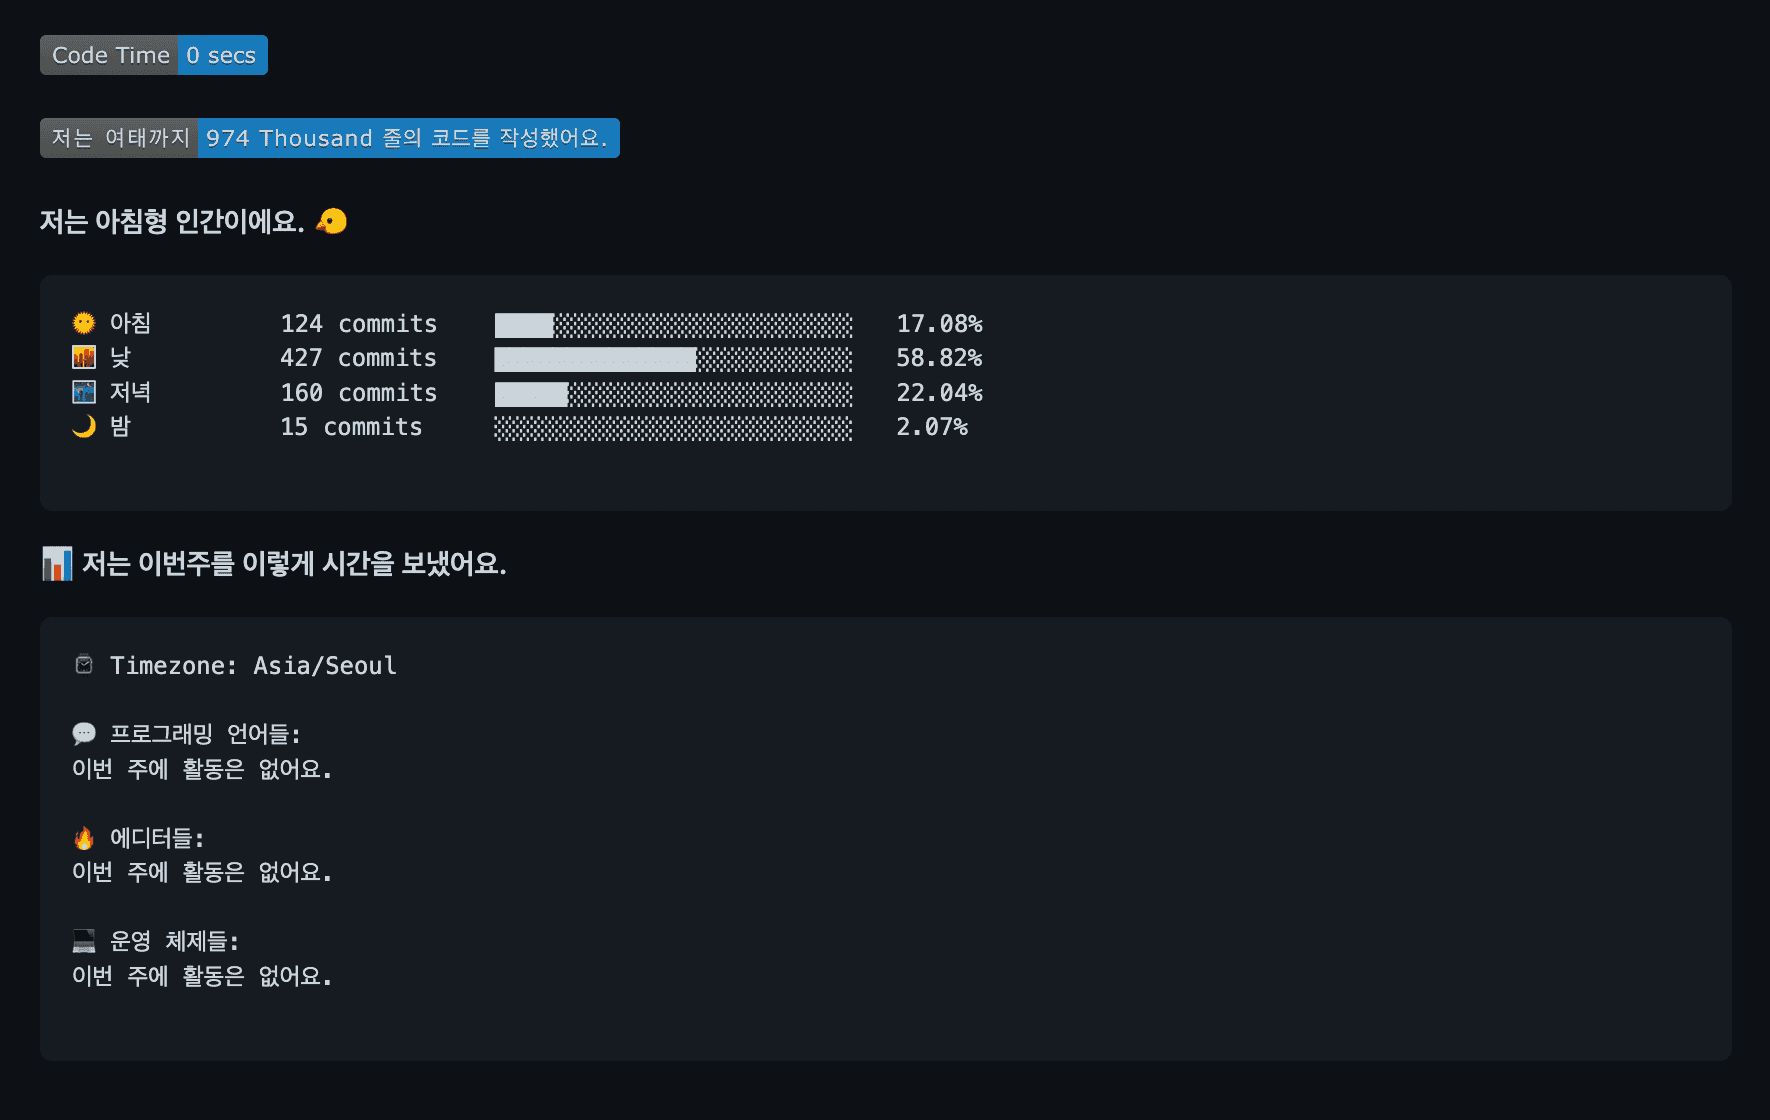 Code Time 0 secs
저는 여태까지 974 Thousand 줄의 코드를 작성했어요.
저는 아침형 인간이에요. 🐤
🌞 아침 124 commits ████░░░░░░░░░░░░░░░░░░░░░ 17.08%
🌆 낮 427 commits ██████████████░░░░░░░░░░░ 58.82%
🌃 저녁 160 commits █████░░░░░░░░░░░░░░░░░░░░ 22.04%
🌙 밤 15 commits ░░░░░░░░░░░░░░░░░░░░░░░░░ 2.07%
📊 저는 이번주를 이렇게 시간을 보냈어요.
⌚︎ Timezone: Asia/Seoul
💬 프로그래밍 언어들:
이번 주에 활동은 없어요.
🔥 에디터들:
이번 주에 활동은 없어요.
💻 운영 체제들:
이번 주에 활동은 없어요.